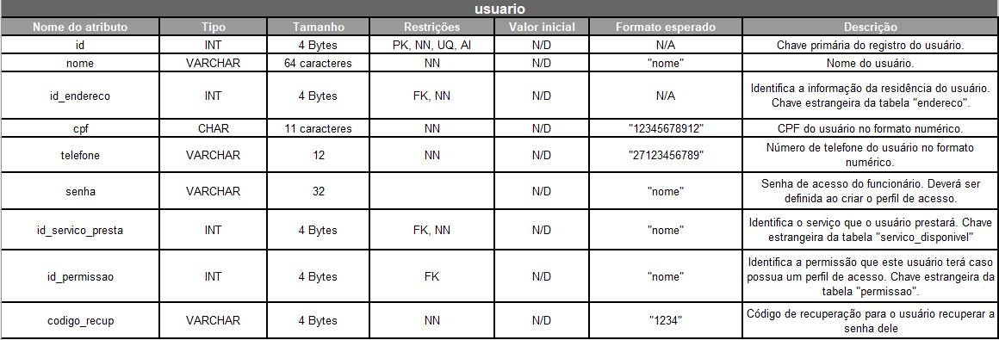 usuario
Nome do atributo Tipo Tamanho Restrições Valor inicial Formato esperado Descrição
id INT 4 Bytes PK, NN, UQ, AI N/D N/A Chave primária do registro do usuário.
nome VARCHAR 64 caracteres NN N/D "nome" Nome do usuário.
id_endereco INT 4 Bytes FK, NN N/D N/A Identifica a informação da residência do usuário.
Chave estrangeira da tabela "endereco".
cpf CHAR 11 caracteres NN N/D "12345678912" CPF do usuário no formato numérico.
telefone VARCHAR 12 NN N/D "27123456789" Número de telefone do usuário no formato
numérico.
senha VARCHAR 32 N/D "nome" Senha de acesso do funcionário. Deverá ser
definida ao criar o perfil de acesso.
id_servico_presta INT 4 Bytes FK, NN N/D "nome" Identifica o serviço que o usuário prestará. Chave
estrangeira da tabela "servico_disponivel"
id_permissao INT 4 Bytes FK N/D "nome" Identifica a permissão que este usuário terá caso
possua um perfil de acesso. Chave estrangeira da
tabela "permissao".
codigo_recup VARCHAR 4 Bytes NN N/D "1234" Código de recuperação para o usuário recuperar a
senha dele